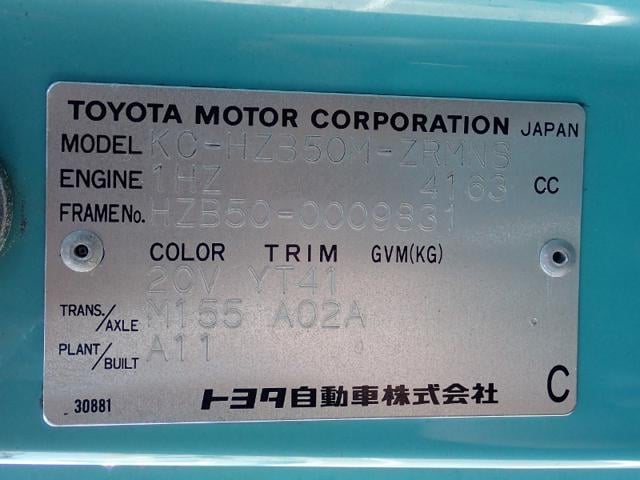 TOYOTA MOTOR CORPORATION JAPAN
MODEL KC-HZB50M-ZRMNS
ENGINE 1HZ 4163 CC
FRAME No. HZB50-0009831
COLOR TRIM GVM(KG)
20V YT41
TRANS./AXLE M155 A02A
PLANT/BUILT A11
30881 トヨタ自動車株式会社 C